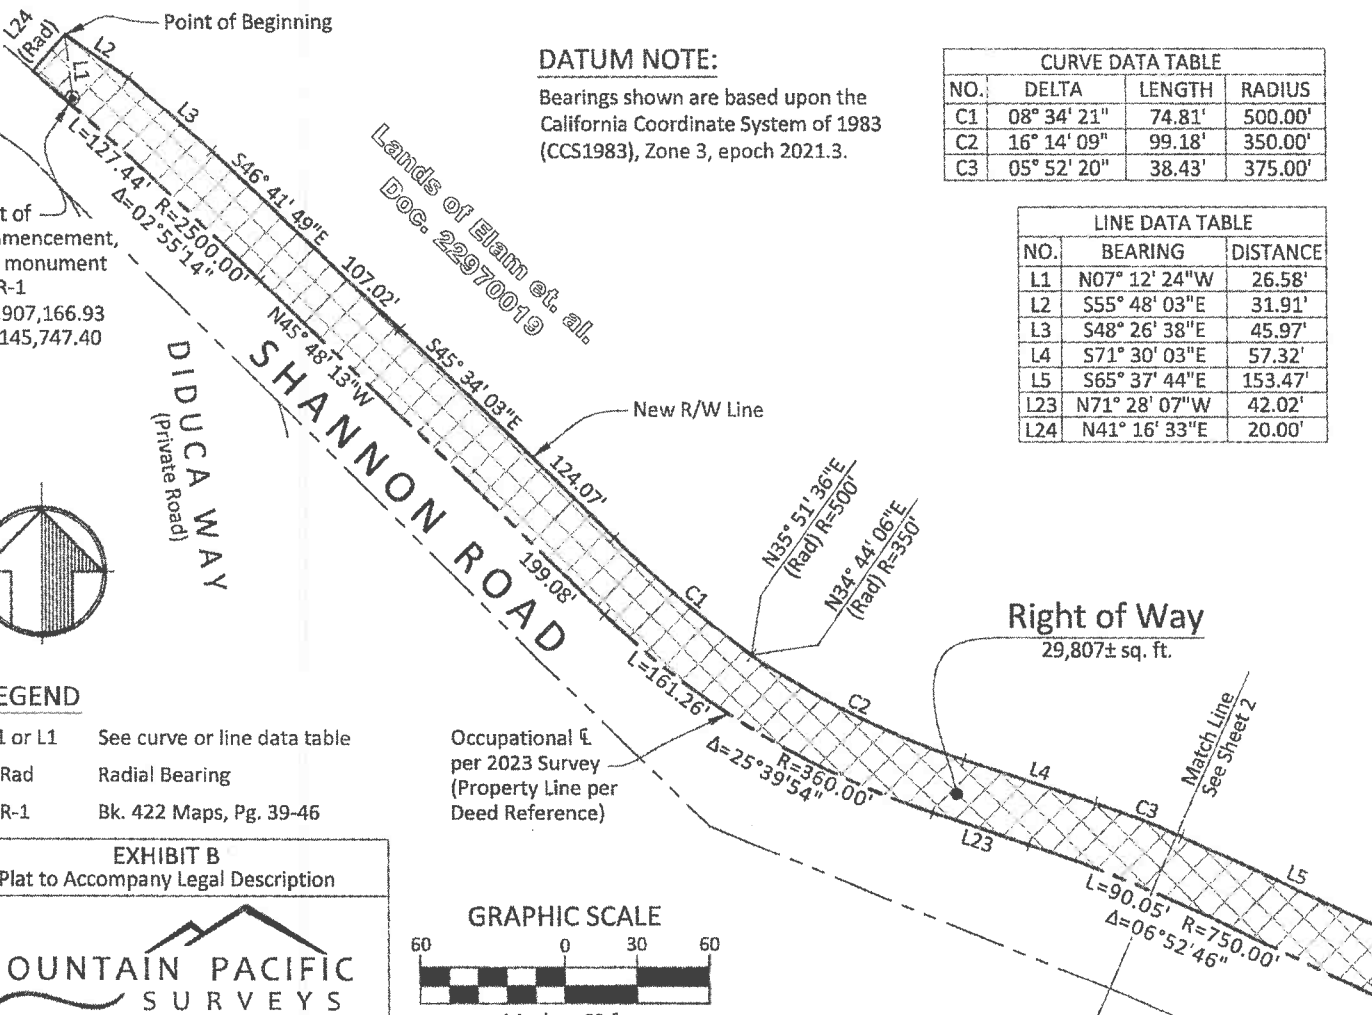 L24
(Rad)
L1
L2
Point of Beginning
L3
S46° 41' 49"E
107.02'
S45° 34' 03"E
124.07'
New R/W Line
L=127.44'
R=2500.00'
Δ=02°55'14"
N45° 48' 13"W
199.08'
t of
mencement,
monument
R-1
907,166.93
145,747.40
Lands of Elam et. al.
Doc. 22970019
DATUM NOTE:
Bearings shown are based upon the
California Coordinate System of 1983
(CCS1983), Zone 3, epoch 2021.3.
CURVE DATA TABLE
NO. DELTA LENGTH RADIUS
C1 08° 34' 21" 74.81' 500.00'
C2 16° 14' 09" 99.18' 350.00'
C3 05° 52' 20" 38.43' 375.00'
LINE DATA TABLE
NO. BEARING DISTANCE
L1 N07° 12' 24"W 26.58'
L2 S55° 48' 03"E 31.91'
L3 S48° 26' 38"E 45.97'
L4 S71° 30' 03"E 57.32'
L5 S65° 37' 44"E 153.47'
L23 N71° 28' 07"W 42.02'
L24 N41° 16' 33"E 20.00'
DIDUCA WAY
(Private Road)
SHANNON ROAD
C1
N35° 51' 36"E
(Rad) R=500'
N34° 44' 06"E
(Rad) R=350'
C2
L=161.26'
R=360.00'
Δ=25°39'54"
Right of Way
29,807± sq. ft.
L4
C3
L5
L23
L=90.05' R=750.00'
Δ=06°52'46"
Match Line
See Sheet 2
EGEND
1 or L1 See curve or line data table
Rad Radial Bearing
R-1 Bk. 422 Maps, Pg. 39-46
Occupational ℄
per 2023 Survey
(Property Line per
Deed Reference)
EXHIBIT B
Plat to Accompany Legal Description
OUNTAIN PACIFIC
SURVEYS
GRAPHIC SCALE
60 0 30 60